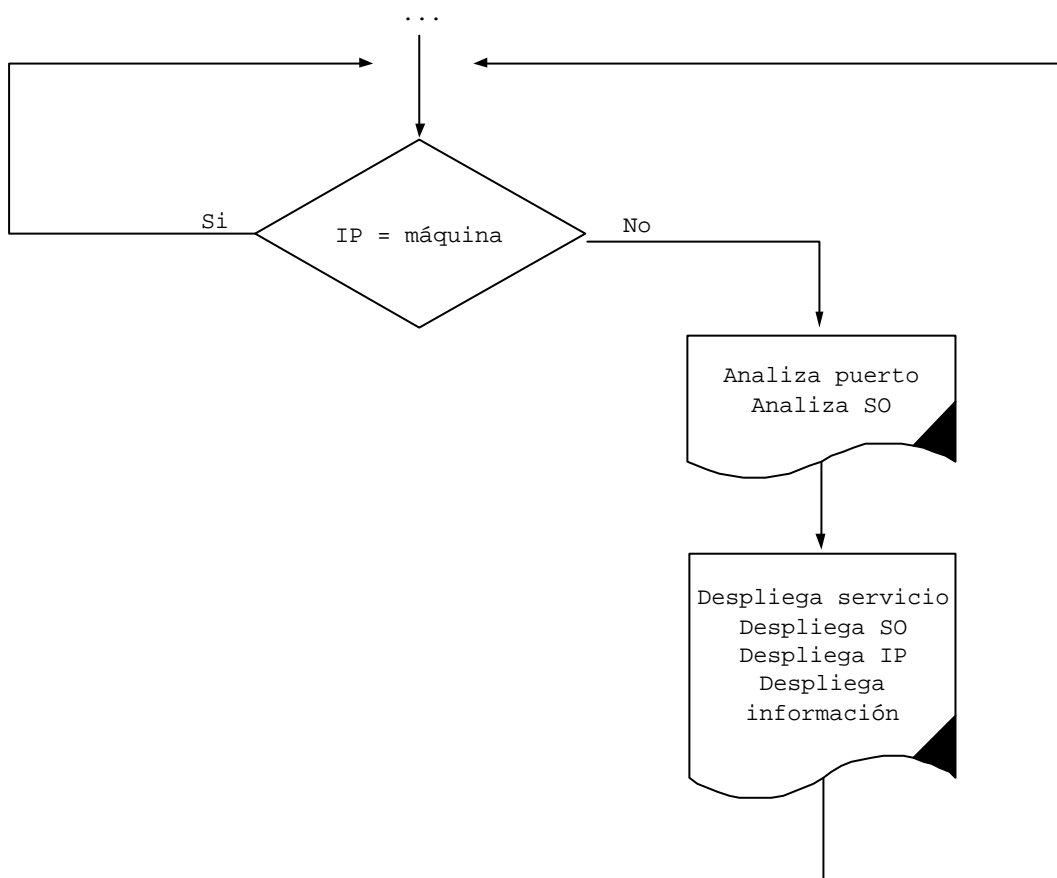 ...
Si
IP = máquina
No
Analiza puerto
Analiza SO
Despliega servicio
Despliega SO
Despliega IP
Despliega
información